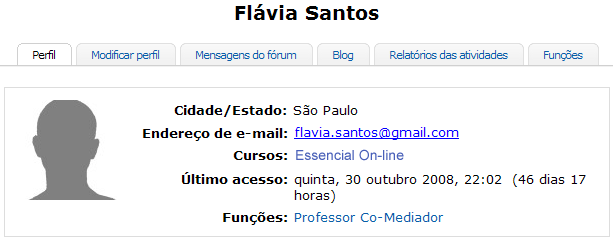 Flávia Santos
Perfil Modificar perfil Mensagens do fórum Blog Relatórios das atividades Funções
Cidade/Estado: São Paulo
Endereço de e-mail: flavia.santos@gmail.com
Cursos: Essencial On-line
Último acesso: quinta, 30 outubro 2008, 22:02 (46 dias 17
horas)
Funções: Professor Co-Mediador